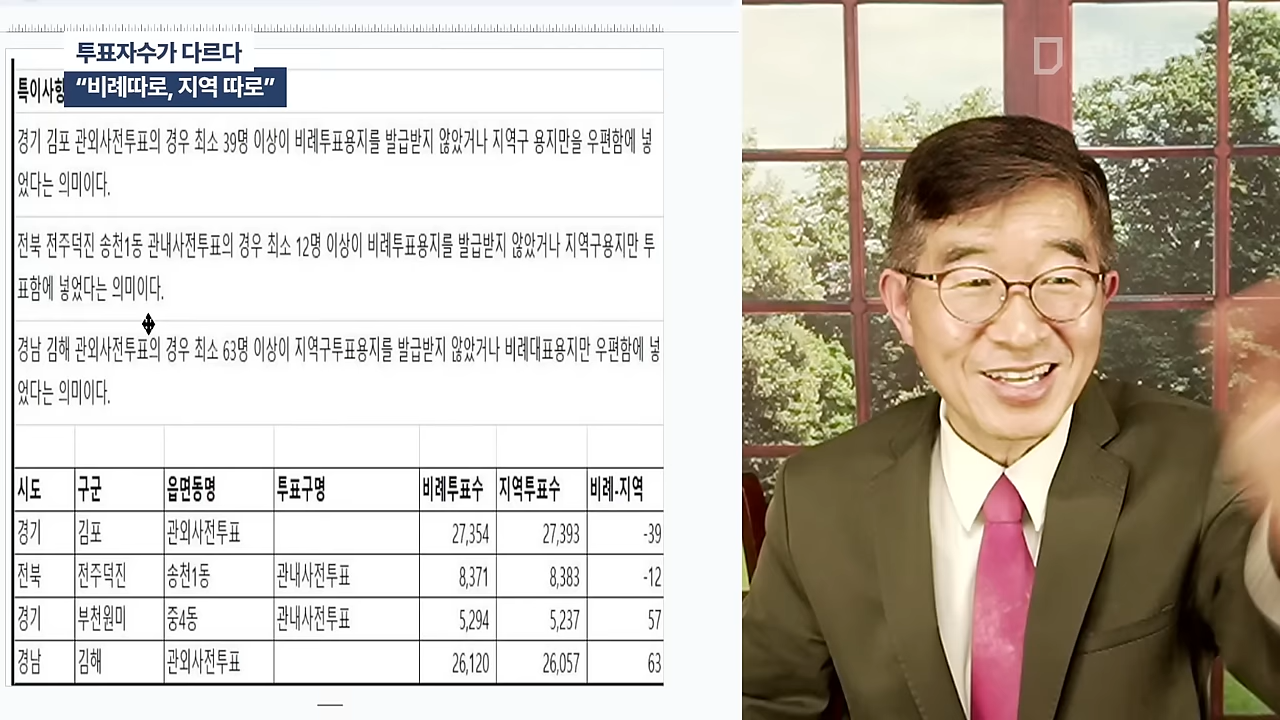 투표자수가 다르다
“비례따로, 지역 따로”
특이사항
경기 김포 관외사전투표의 경우 최소 39명 이상이 비례투표용지를 발급받지 않았거나 지역구 용지만을 우편함에 넣
었다는 의미이다.
전북 전주덕진 송천1동 관내사전투표의 경우 최소 12명 이상이 비례투표용지를 발급받지 않았거나 지역구용지만 투
표함에 넣었다는 의미이다.
경남 김해 관외사전투표의 경우 최소 63명 이상이 지역구투표용지를 발급받지 않았거나 비례대표용지만 우편함에 넣
었다는 의미이다.
시도 구군 읍면동명 투표구명 비례투표수 지역투표수 비례-지역
경기 김포 관외사전투표 27,354 27,393 -39
전북 전주덕진 송천1동 관내사전투표 8,371 8,383 -12
경기 부천원미 중4동 관내사전투표 5,294 5,237 57
경남 김해 관외사전투표 26,120 26,057 63